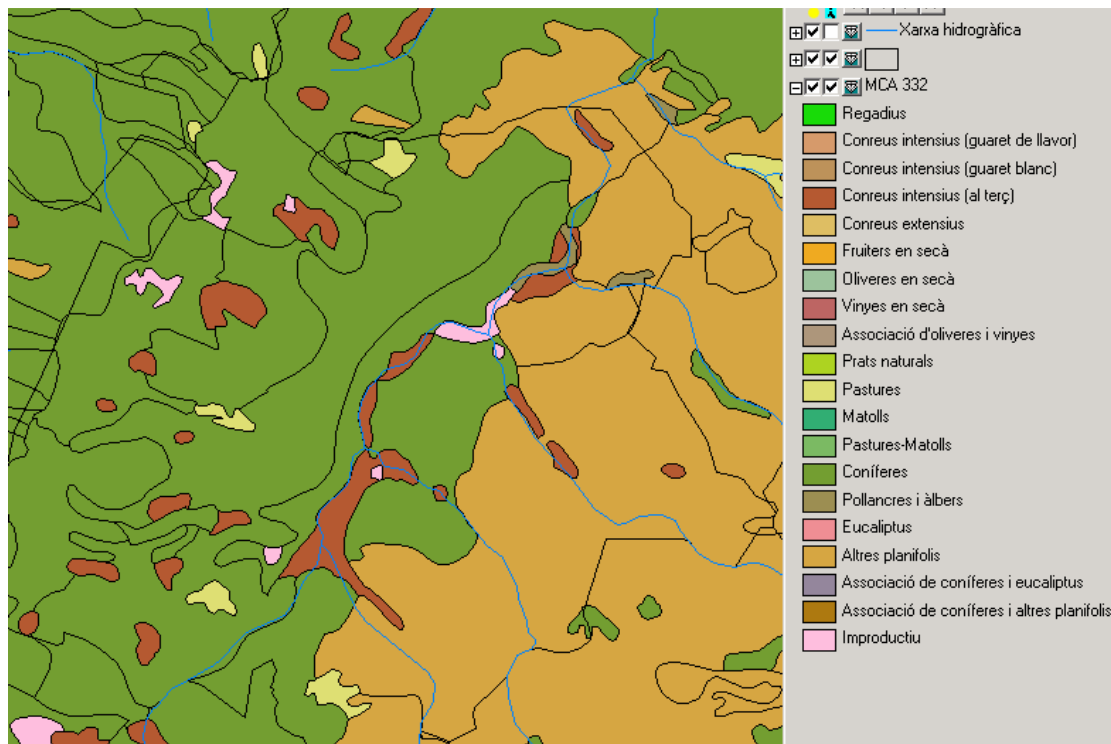 Xarxa hidrogràfica
MCA 332
Regadius
Conreus intensius (guaret de llavor)
Conreus intensius (guaret blanc)
Conreus intensius (al terç)
Conreus extensius
Fruiters en secà
Oliveres en secà
Vinyes en secà
Associació d'oliveres i vinyes
Prats naturals
Pastures
Matolls
Pastures-Matolls
Coníferes
Pollancres i àlbers
Eucaliptus
Altres planifolis
Associació de coníferes i eucaliptus
Associació de coníferes i altres planifolis
Improductiu